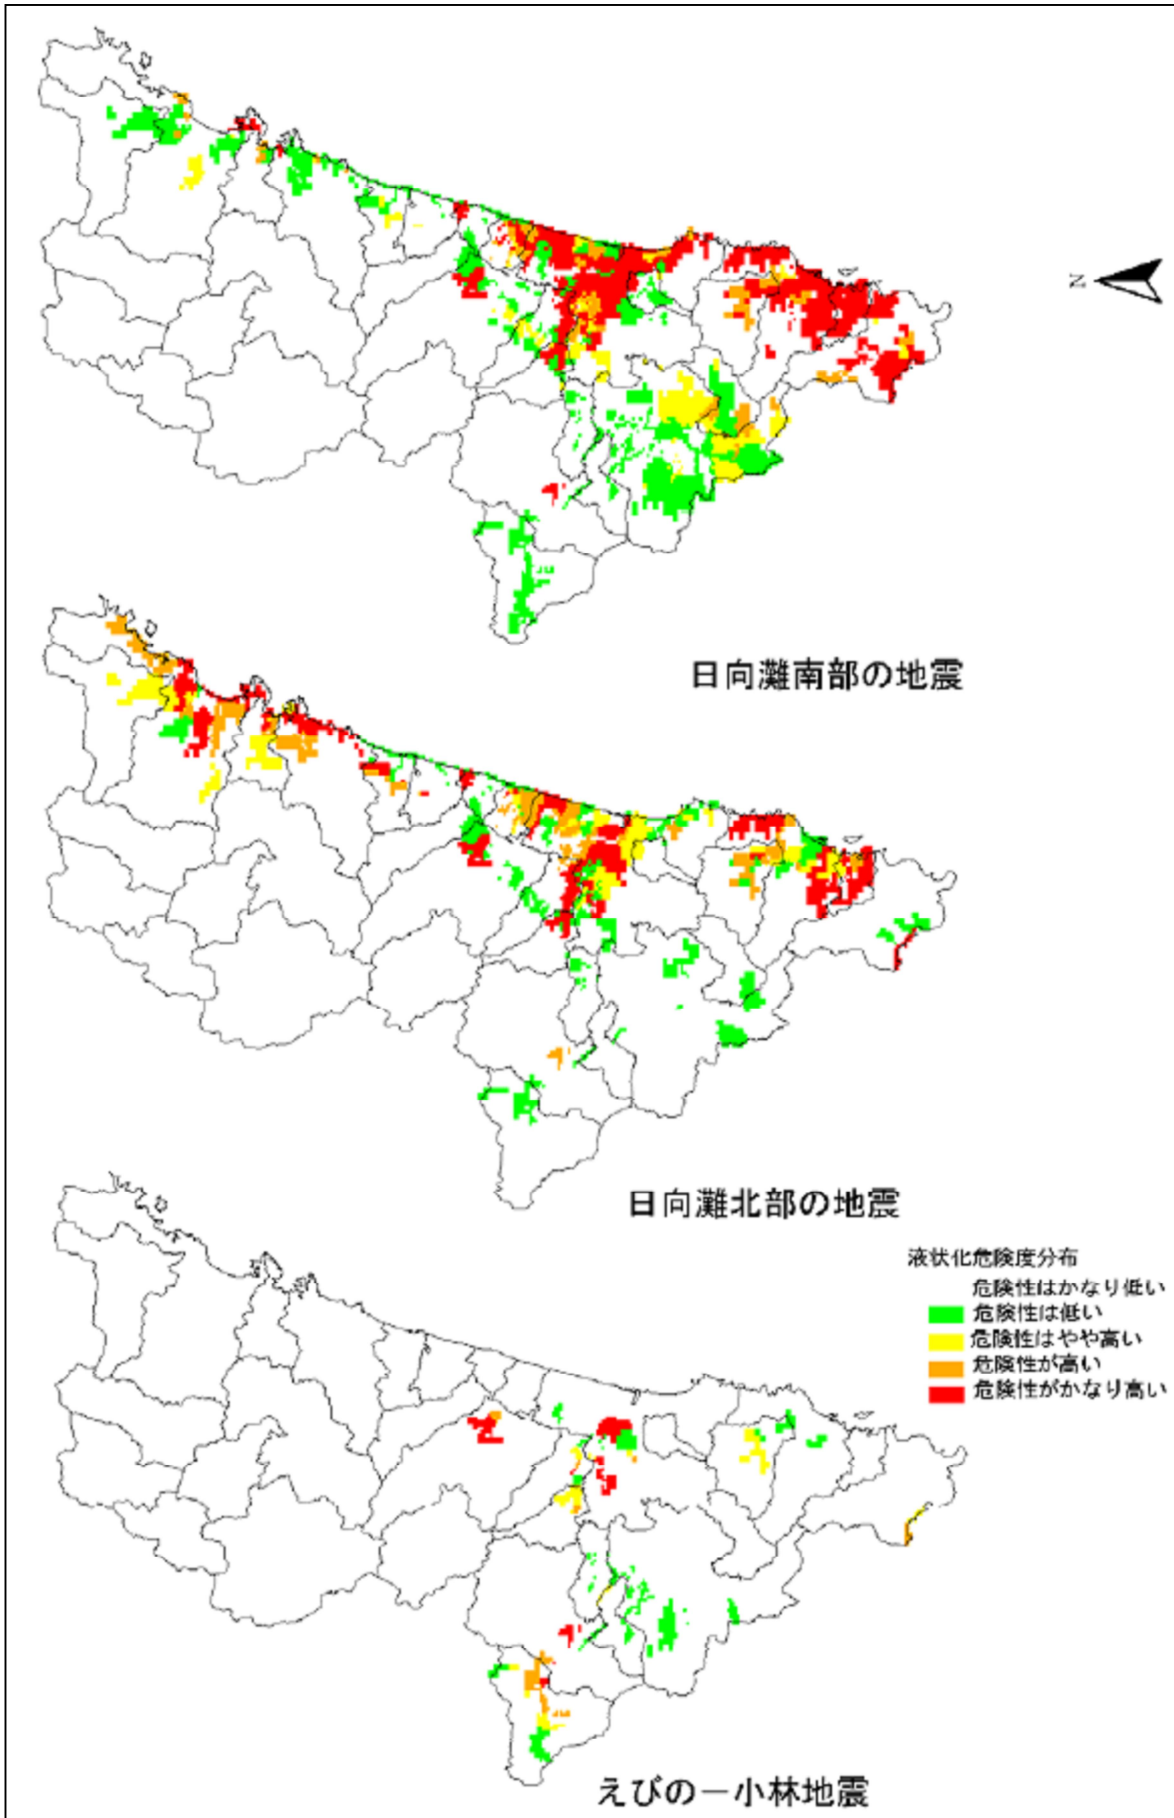 N
日向灘南部の地震
日向灘北部の地震
液状化危険度分布
危険性はかなり低い
危険性は低い
危険性はやや高い
危険性が高い
危険性がかなり高い
えびの－小林地震